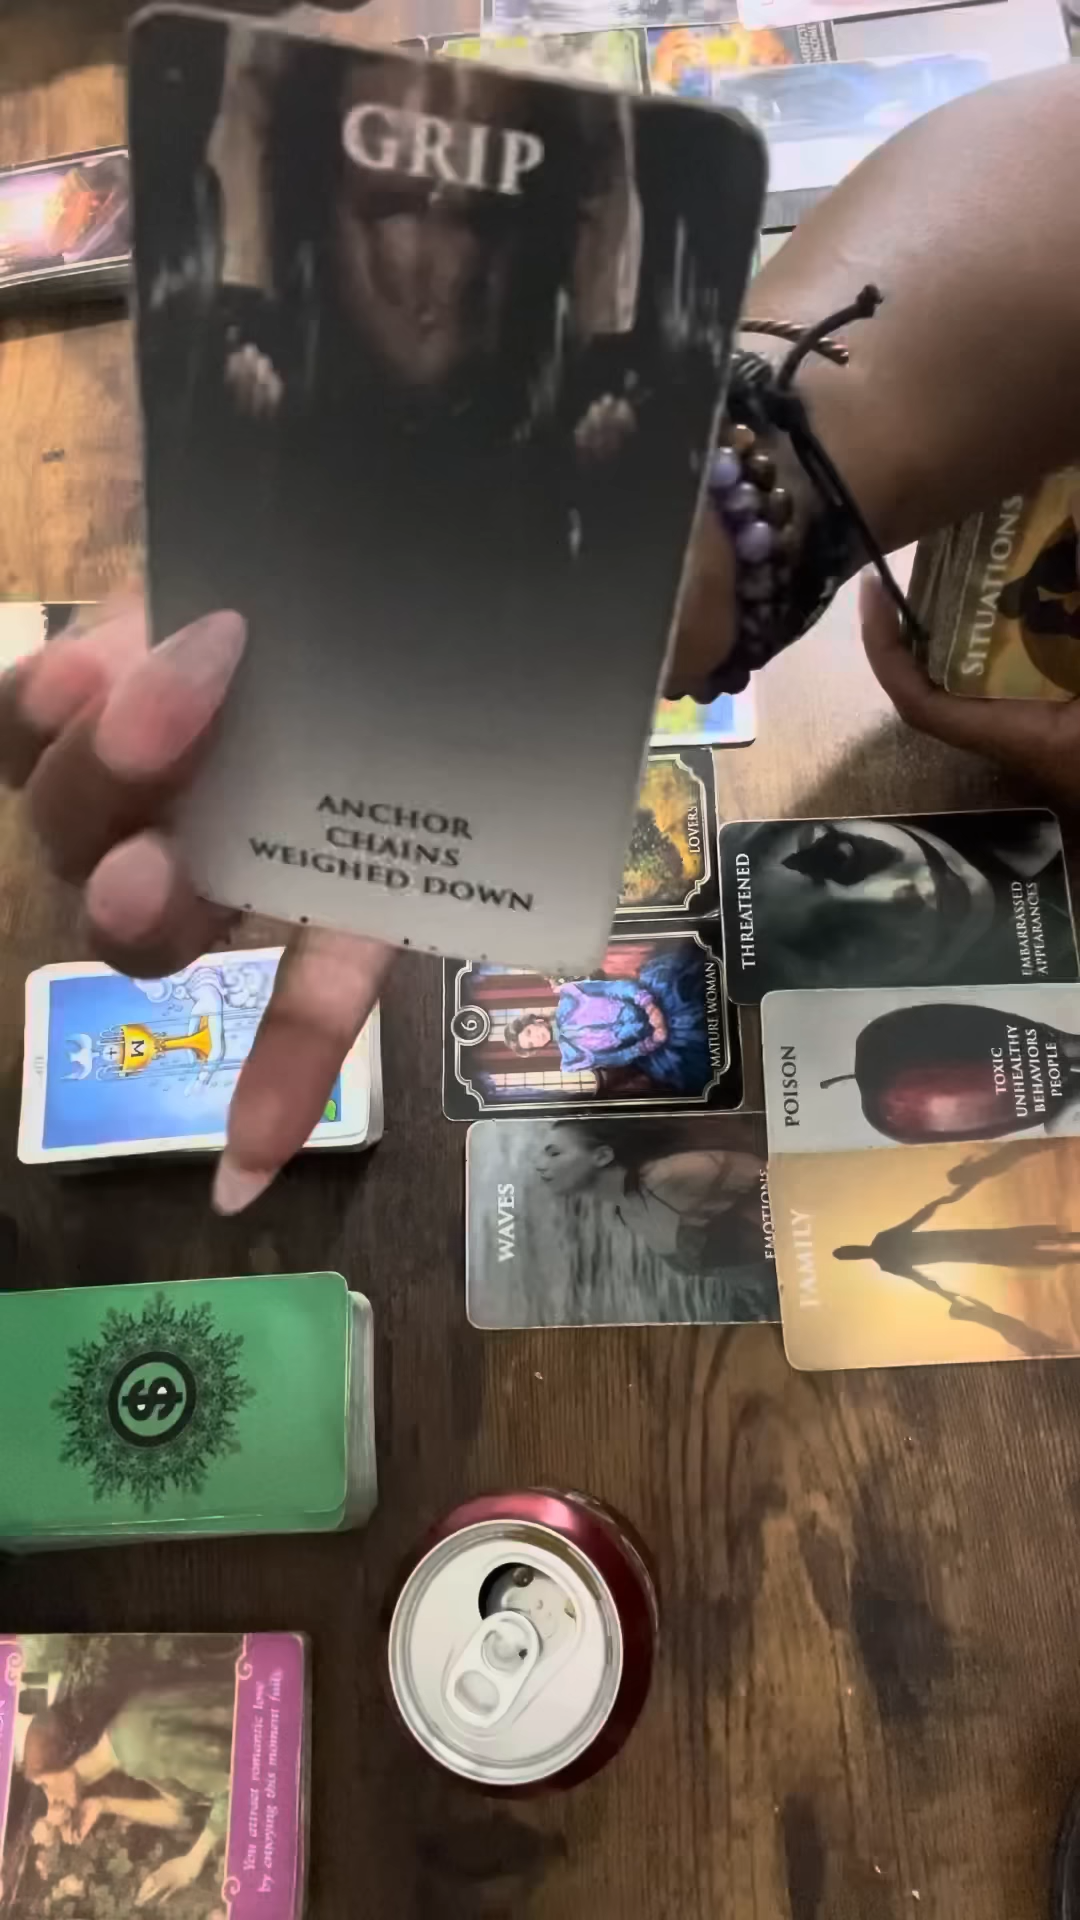 GRIP
ANCHOR
CHAINS
WEIGHED DOWN
SITUATIONS
LOVERS
THREATENED
EMBARRASSED
APPEARANCES
6
MATURE WOMAN
POISON
TOXIC
UNHEALTHY
BEHAVIORS
PEOPLE
WAVES
EMOTIONS
FAMILY
M
$
You attract romantic love
by enjoying this moment fully.